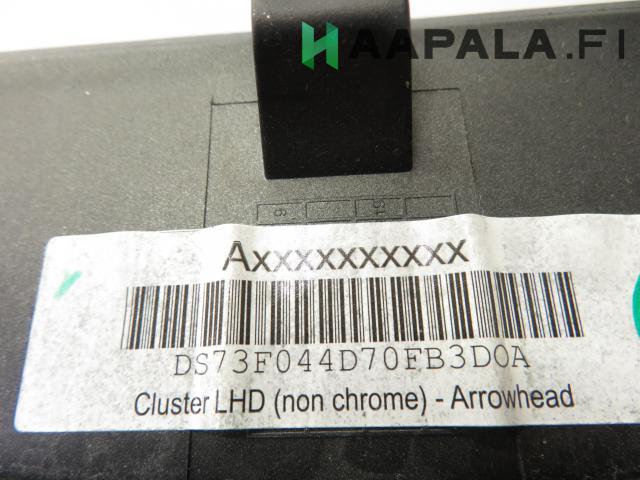 HAAPALA.FI
Axxxxxxxxxx
DS73F044D70FB3D0A
Cluster LHD (non chrome) - Arrowhead